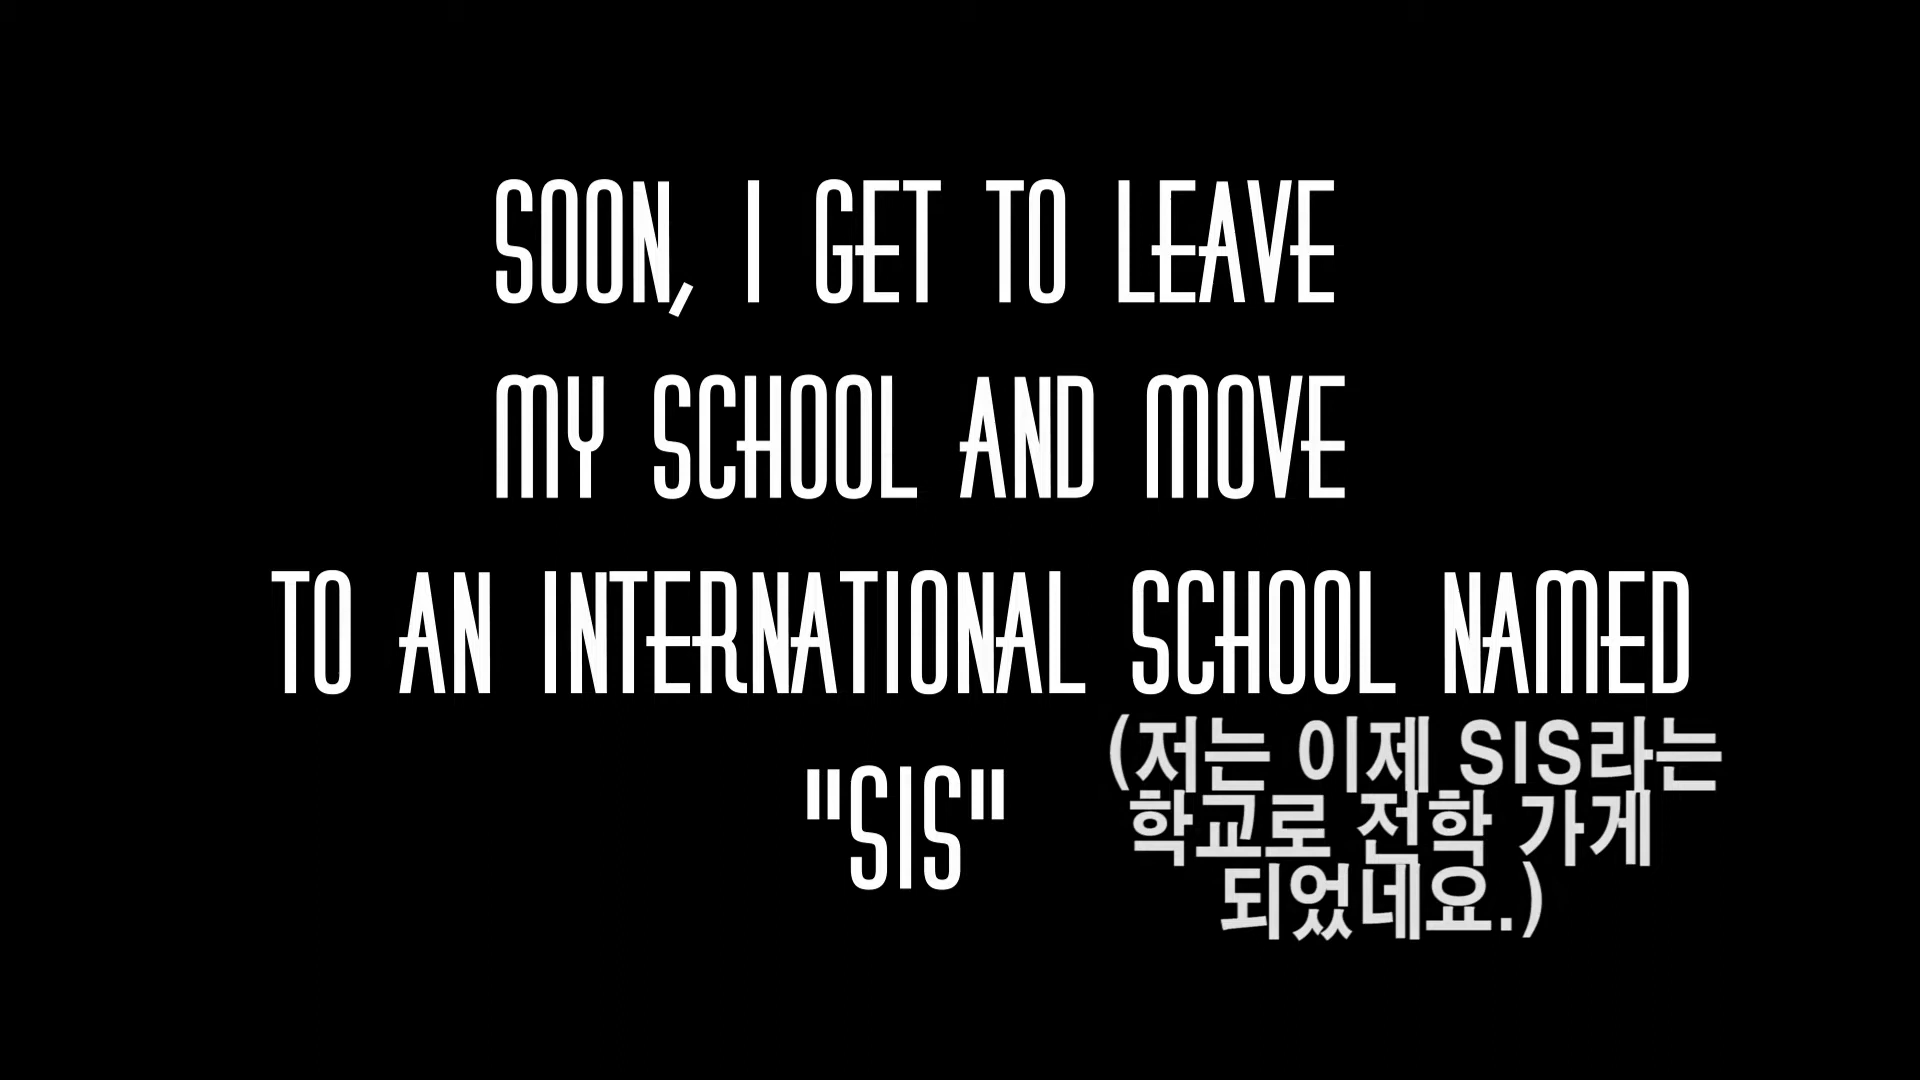 SOON, I GET TO LEAVE
MY SCHOOL AND MOVE
TO AN INTERNATIONAL SCHOOL NAMED
"SIS"
(저는 이제 SIS라는
학교로 전학 가게
되었네요.)